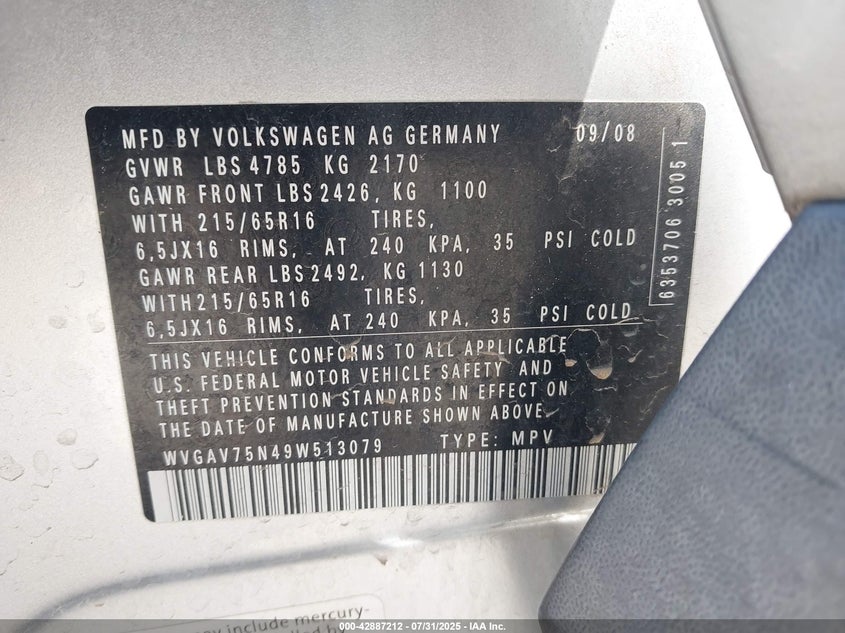 MFD BY VOLKSWAGEN AG GERMANY 09/08
GVWR LBS 4785 KG 2170
GAWR FRONT LBS 2426, KG 1100
WITH 215/65R16 TIRES,
6,5JX16 RIMS, AT 240 KPA, 35 PSI COLD
GAWR REAR LBS 2492, KG 1130
WITH 215/65R16 TIRES,
6,5JX16 RIMS, AT 240 KPA, 35 PSI COLD
THIS VEHICLE CONFORMS TO ALL APPLICABLE
U.S. FEDERAL MOTOR VEHICLE SAFETY AND
THEFT PREVENTION STANDARDS IN EFFECT ON
THE DATE OF MANUFACTURE SHOWN ABOVE.
WVGAV75N49W513079 TYPE: MPV
6353706 3005 1
may include mercury-
000-42887212 - 07/31/2025 - IAA Inc.